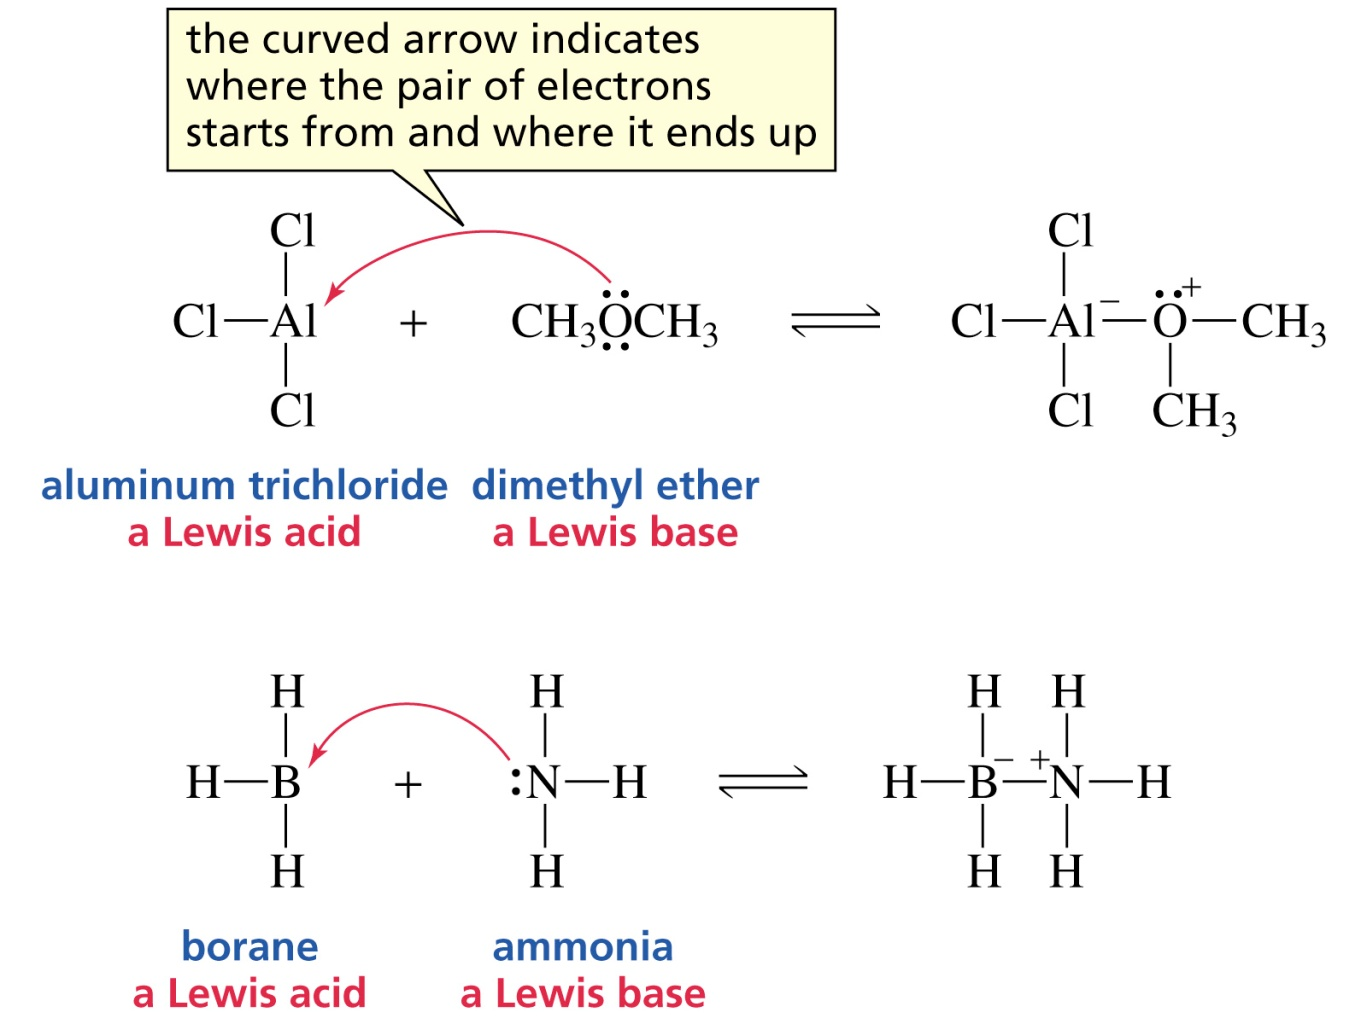 the curved arrow indicates
where the pair of electrons
starts from and where it ends up
Cl Cl
Cl—Al + CH₃ÖCH₃ ⇌ Cl—Al⁻—Ö⁺—CH₃
Cl Cl CH₃
aluminum trichloride dimethyl ether
a Lewis acid a Lewis base
H H H H
H—B + :N—H ⇌ H—B⁻—⁺N—H
H H H H
borane ammonia
a Lewis acid a Lewis base